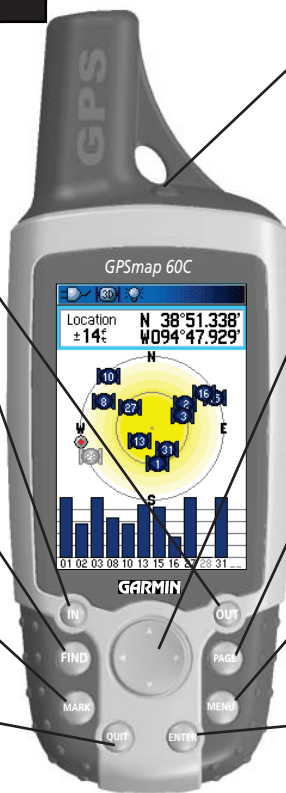 GPS
GPSmap 60C
3D
Location N 38°51.338'
±14ft W094°47.929'
N
10
16
8
27
2
3
W
E
13
31
1
S
01 02 03 08 10 13 15 16 27 28 31 __
GARMIN
IN
OUT
FIND
PAGE
MARK
MENU
QUIT
ENTER